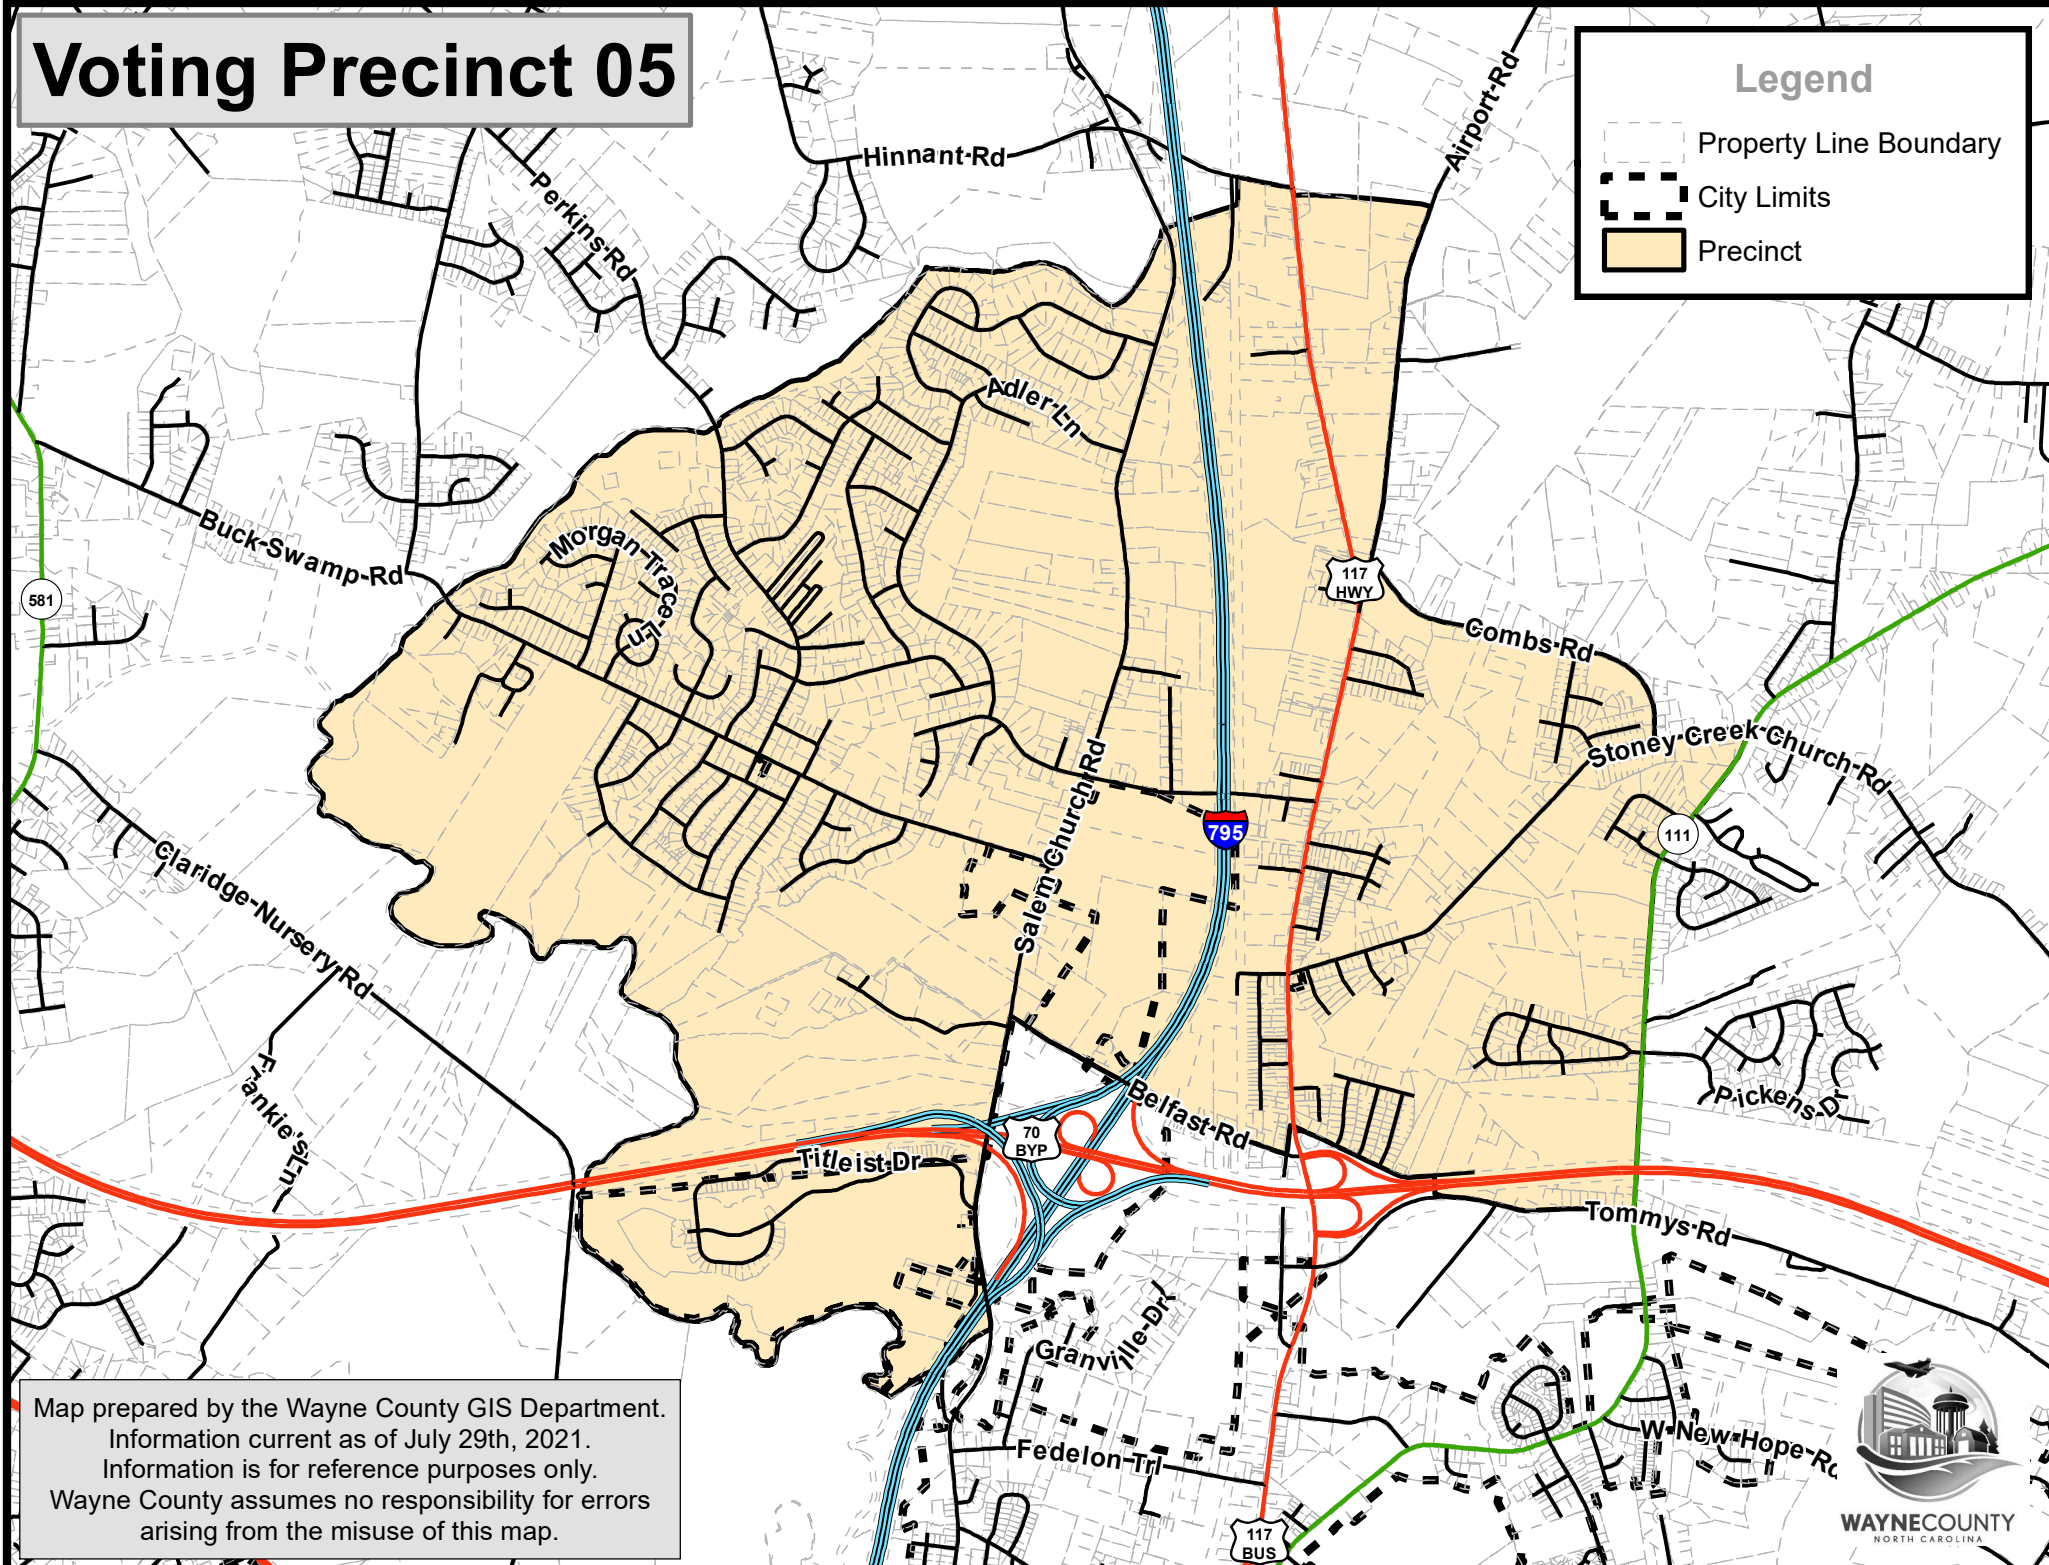 Voting Precinct 05
Legend
Property Line Boundary
City Limits
Precinct
Hinnant Rd
Airport Rd
Perkins Rd
Adler Ln
Buck Swamp Rd
Morgan Trace Ln
581
117
HWY
Combs Rd
Stoney Creek Church Rd
Salem Church Rd
795
111
Claridge Nursery Rd
Frankie's Ln
Pickens Dr
Belfast Rd
70
BYP
Titleist Dr
Tommys Rd
Granville Dr
Fedelon Trl
W New Hope Rd
117
BUS
Map prepared by the Wayne County GIS Department.
Information current as of July 29th, 2021.
Information is for reference purposes only.
Wayne County assumes no responsibility for errors
arising from the misuse of this map.
WAYNECOUNTY
NORTH CAROLINA